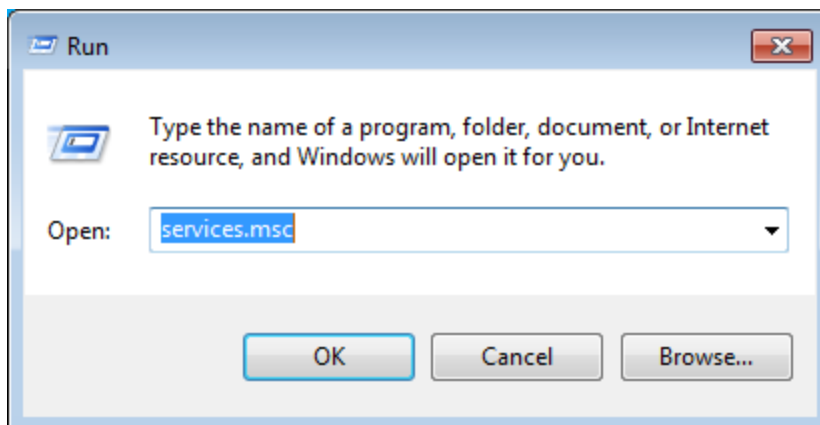 Run
Type the name of a program, folder, document, or Internet
resource, and Windows will open it for you.
Open: services.msc
OK Cancel Browse...